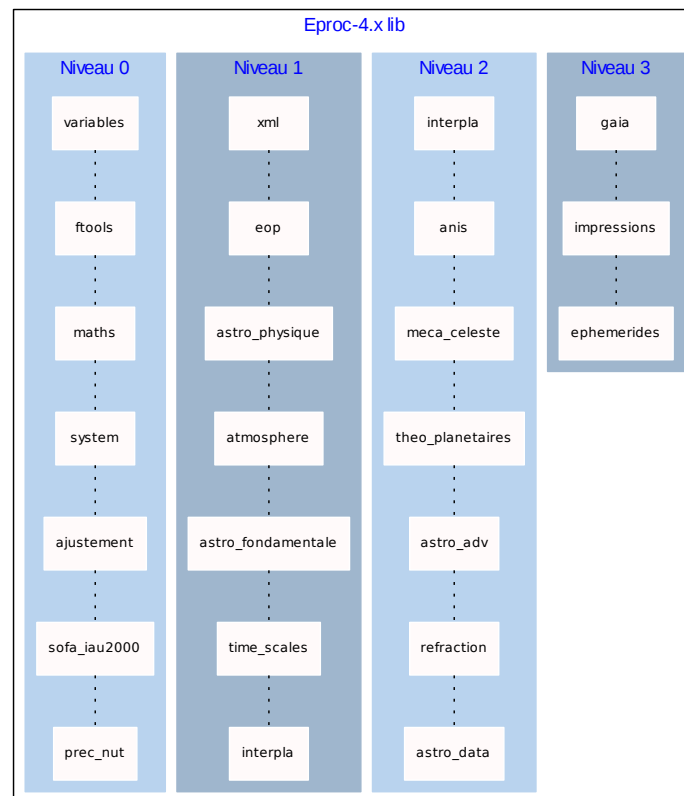 Eproc-4.x lib
Niveau 0
variables
ftools
maths
system
ajustement
sofa_iau2000
prec_nut
Niveau 1
xml
eop
astro_physique
atmosphere
astro_fondamentale
time_scales
interpla
Niveau 2
interpla
anis
meca_celeste
theo_planetaires
astro_adv
refraction
astro_data
Niveau 3
gaia
impressions
ephemerides